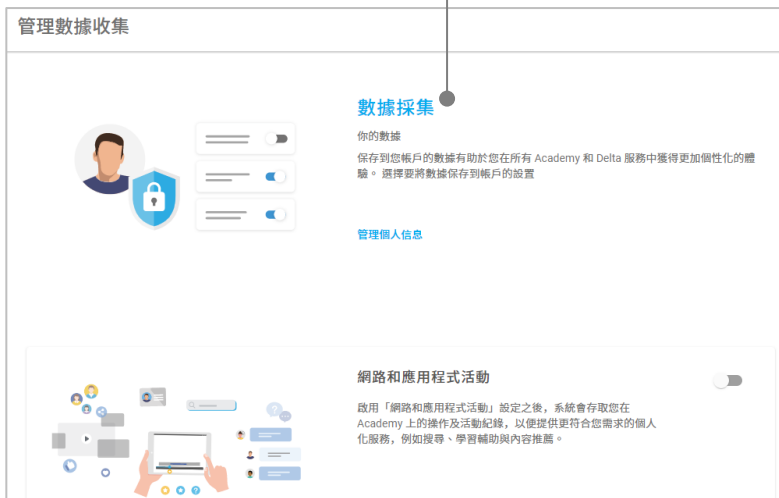 管理數據收集
數據採集
你的數據
保存到您帳戶的數據有助於您在所有 Academy 和 Delta 服務中獲得更加個性化的體
驗。 選擇要將數據保存到帳戶的設置
管理個人信息
網路和應用程式活動
啟用「網路和應用程式活動」設定之後，系統會存取您在
Academy 上的操作及活動紀錄，以便提供更符合您需求的個人
化服務，例如搜尋、學習輔助與內容推薦。